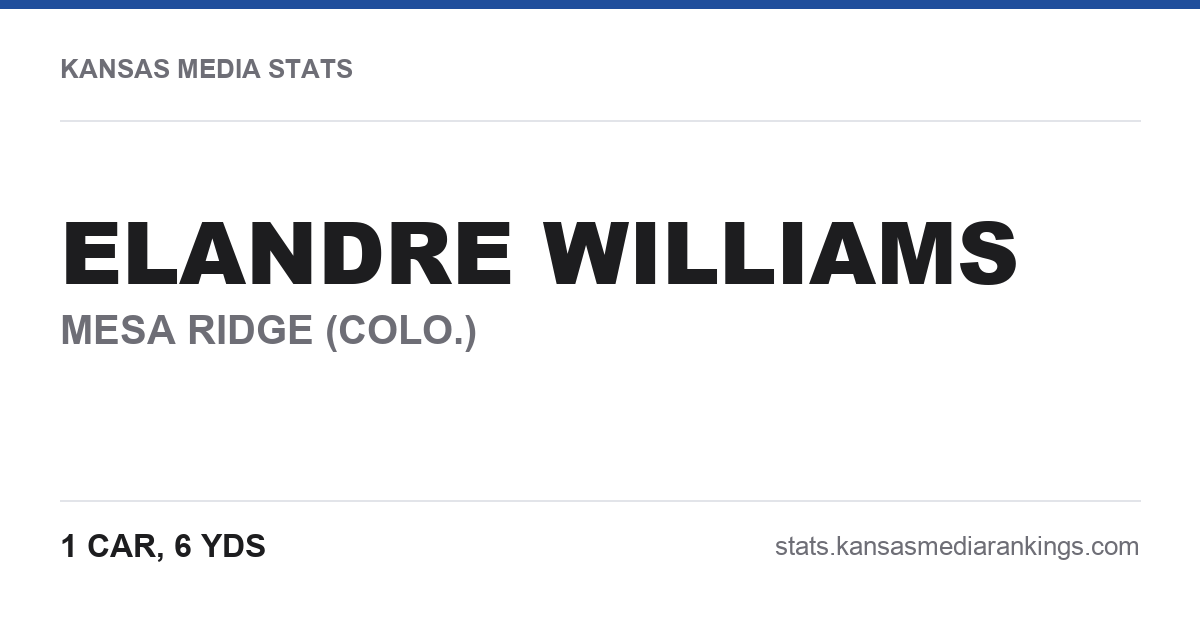 KANSAS MEDIA STATS
ELANDRE WILLIAMS
MESA RIDGE (COLO.)
1 CAR, 6 YDS
stats.kansasmediarankings.com